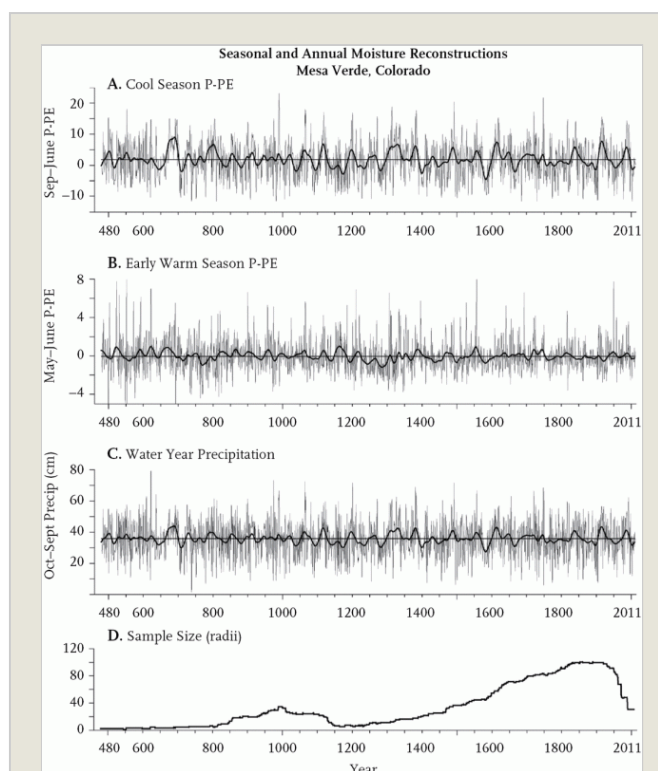 Seasonal and Annual Moisture Reconstructions
Mesa Verde, Colorado
A. Cool Season P-PE
Sep–June P-PE
20
10
0
−10
480 600 800 1000 1200 1400 1600 1800 2011
B. Early Warm Season P-PE
May–June P-PE
8
4
0
−4
480 600 800 1000 1200 1400 1600 1800 2011
C. Water Year Precipitation
Oct–Sept Precip (cm)
80
60
40
20
480 600 800 1000 1200 1400 1600 1800 2011
D. Sample Size (radii)
120
80
40
0
480 600 800 1000 1200 1400 1600 1800 2011
Year